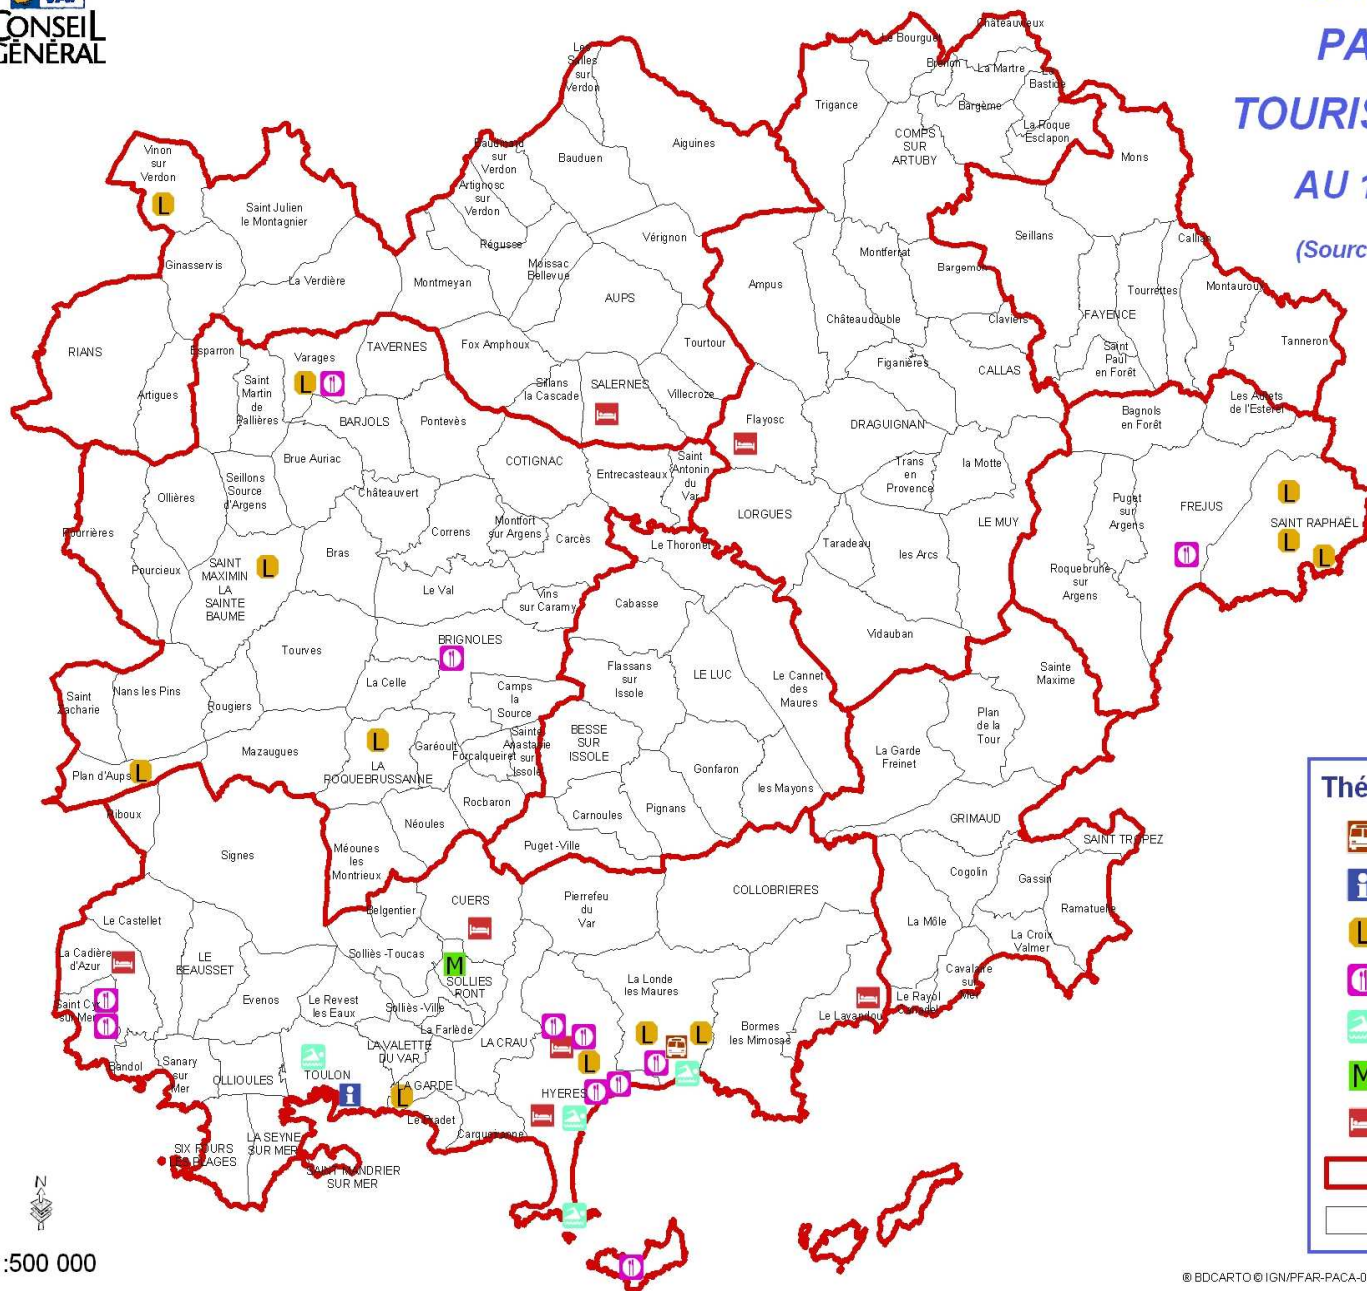 CONSEIL
GÉNÉRAL
PA
TOURIS
AU 1
(Sourc
Châteauvieux
Le Bourguet
Brenon
La Martre
La
Bastide
Trigance
Bargème
La Roque
Esclapon
COMPS
SUR
ARTUBY
Les
Salles
sur
Verdon
Aiguines
Bauduen
Baudinard
sur
Verdon
Artignosc
sur
Verdon
Mons
Vinon
sur
Verdon
L
Saint Julien
le Montagnier
Régusse
Vérignon
Seillans
Callian
Ginasservis
La Verdière
Montmeyan
Moissac
Bellevue
AUPS
Ampus
Montferrat
Bargemon
Tourrettes
Montauroux
Châteaudouble
Claviers
FAYENCE
Tanneron
RIANS
Esparron
Varages
TAVERNES
Fox Amphoux
Tourtour
Figanières
CALLAS
Saint
Paul
en Forêt
Artigues
Saint
Martin
de
Pallières
L
Sillans
la Cascade
SALERNES
Villecroze
Les Adrets
de l'Esterel
BARJOLS
Pontevès
Flayosc
DRAGUIGNAN
Bagnols
en Forêt
Brue Auriac
COTIGNAC
Entrecasteaux
Saint
Antonin
du
Var
Trans
en
Provence
la Motte
Ollières
Seillons
Source
d'Argens
Châteauvert
LORGUES
LE MUY
Puget
sur
Argens
FREJUS
L
SAINT RAPHAËL
L
L
Pourrières
Correns
Montfort
sur Argens
Carcès
Le Thoronet
Taradeau
les Arcs
Pourcieux
SAINT
MAXIMIN
LA
SAINTE
BAUME
L
Bras
Le Val
Vins
sur Caramy
Cabasse
Roquebrune
sur
Argens
Vidauban
Tourves
BRIGNOLES
Flassans
sur
Issole
LE LUC
Le Cannet
des
Maures
Sainte
Maxime
Saint
Zacharie
Nans les Pins
Rougiers
La Celle
Camps
la
Source
Plan
de la
Tour
Plan d'Aups
L
Mazaugues
L
LA
ROQUEBRUSSANNE
Garéoult
Forcalqueiret
Sainte
Anastasie
sur
Issole
BESSE
SUR
ISSOLE
Gonfaron
La Garde
Freinet
les Mayons
Rocbaron
Carnoules
Pignans
Riboux
Néoules
GRIMAUD
Signes
Méounes
les
Montrieux
Puget -Ville
SAINT TROPEZ
Cogolin
Gassin
Ramatuelle
CUERS
Pierrefeu
du
Var
COLLOBRIERES
Belgentier
La Môle
La Croix
Valmer
Le Castellet
La Cadière
d'Azur
LE
BEAUSSET
Solliès -Toucas
M
SOLLIES
PONT
La Londe
les Maures
Cavalaire
sur
Mer
Le Rayol
Canadel
Le Lavandou
Saint Cyr
sur Mer
Evenos
Le Revest
les Eaux
Solliès -Ville
La Farlède
LA CRAU
L
L
Bormes
les Mimosas
Bandol
Sanary
sur
Mer
OLLIOULES
TOULON
LA VALETTE
DU VAR
LA GARDE
L
L
HYERES
Le Pradet
Carqueiranne
SIX FOURS
LES PLAGES
LA SEYNE
SUR MER
SAINT MANDRIER
SUR MER
Thé
i
L
M
N
:500 000
® BDCARTO © IGN/PFAR-PACA-0